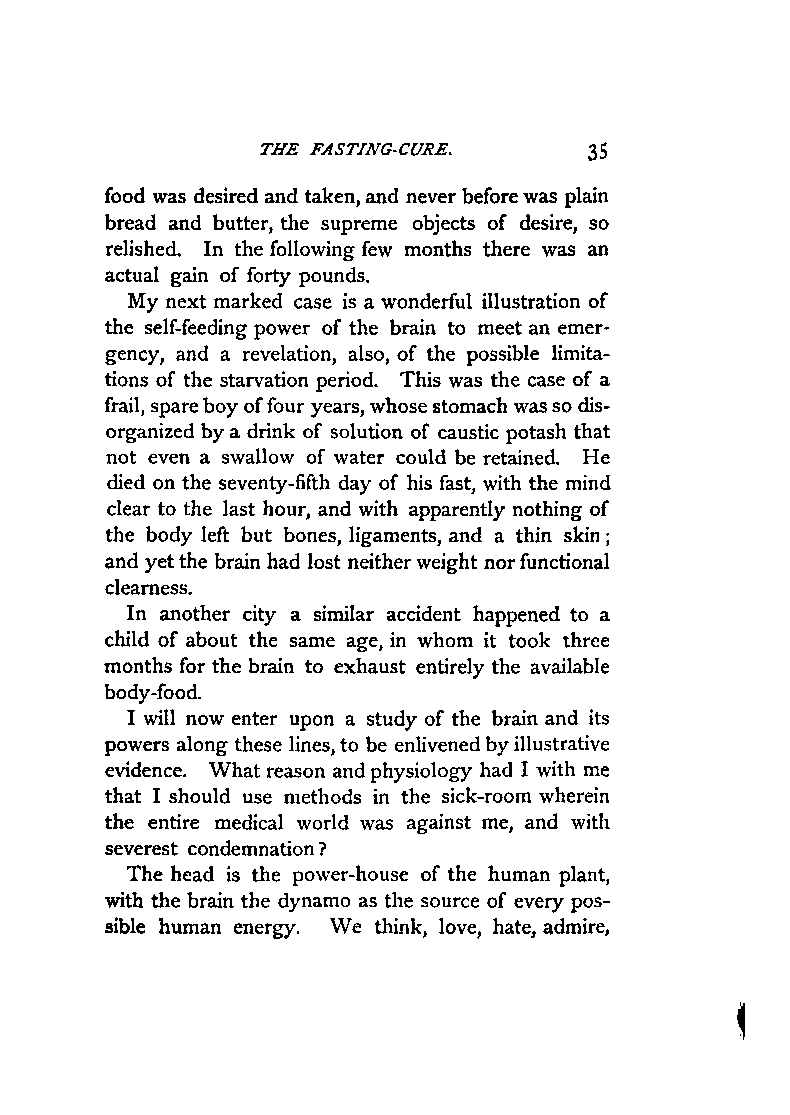 THE FASTING-CURE. 35
food was desired and taken, and never before was plain
bread and butter, the supreme objects of desire, so
relished. In the following few months there was an
actual gain of forty pounds.
My next marked case is a wonderful illustration of
the self-feeding power of the brain to meet an emer-
gency, and a revelation, also, of the possible limita-
tions of the starvation period. This was the case of a
frail, spare boy of four years, whose stomach was so dis-
organized by a drink of solution of caustic potash that
not even a swallow of water could be retained. He
died on the seventy-fifth day of his fast, with the mind
clear to the last hour, and with apparently nothing of
the body left but bones, ligaments, and a thin skin;
and yet the brain had lost neither weight nor functional
clearness.
In another city a similar accident happened to a
child of about the same age, in whom it took three
months for the brain to exhaust entirely the available
body-food.
I will now enter upon a study of the brain and its
powers along these lines, to be enlivened by illustrative
evidence. What reason and physiology had I with me
that I should use methods in the sick-room wherein
the entire medical world was against me, and with
severest condemnation?
The head is the power-house of the human plant,
with the brain the dynamo as the source of every pos-
sible human energy. We think, love, hate, admire,